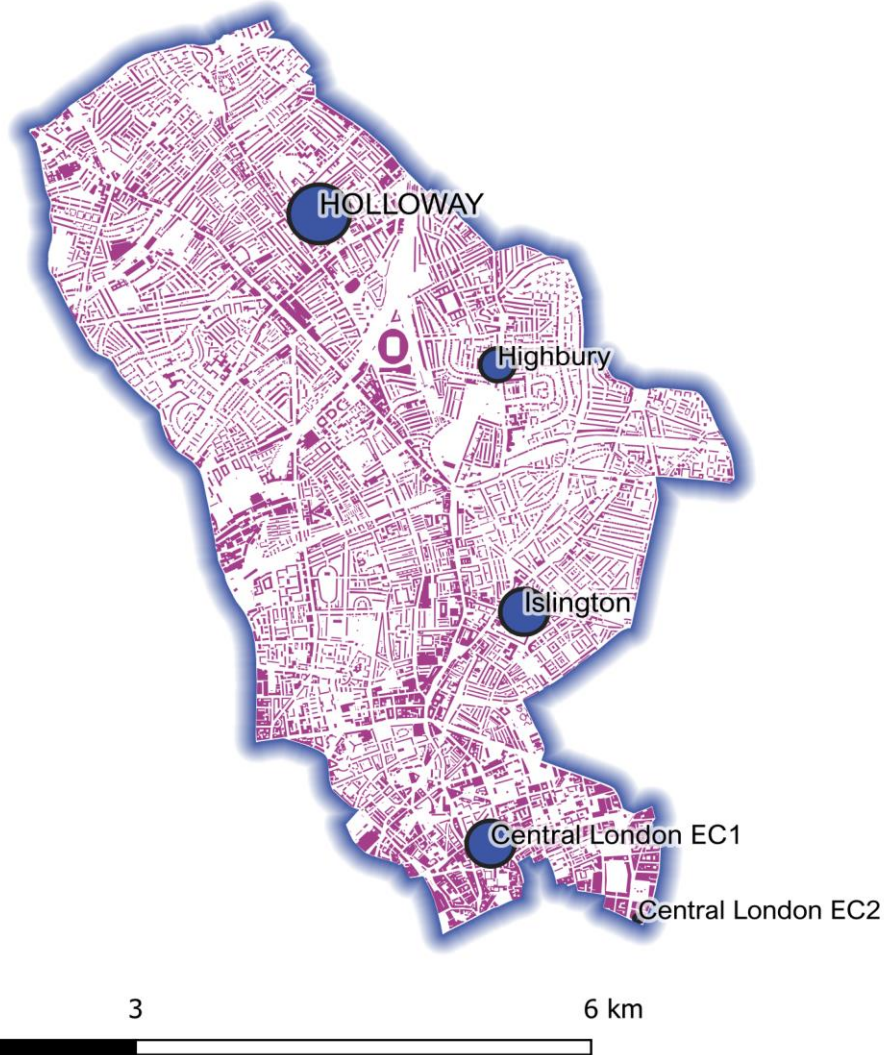 HOLLOWAY
Highbury
Islington
Central London EC1
Central London EC2
3 6 km